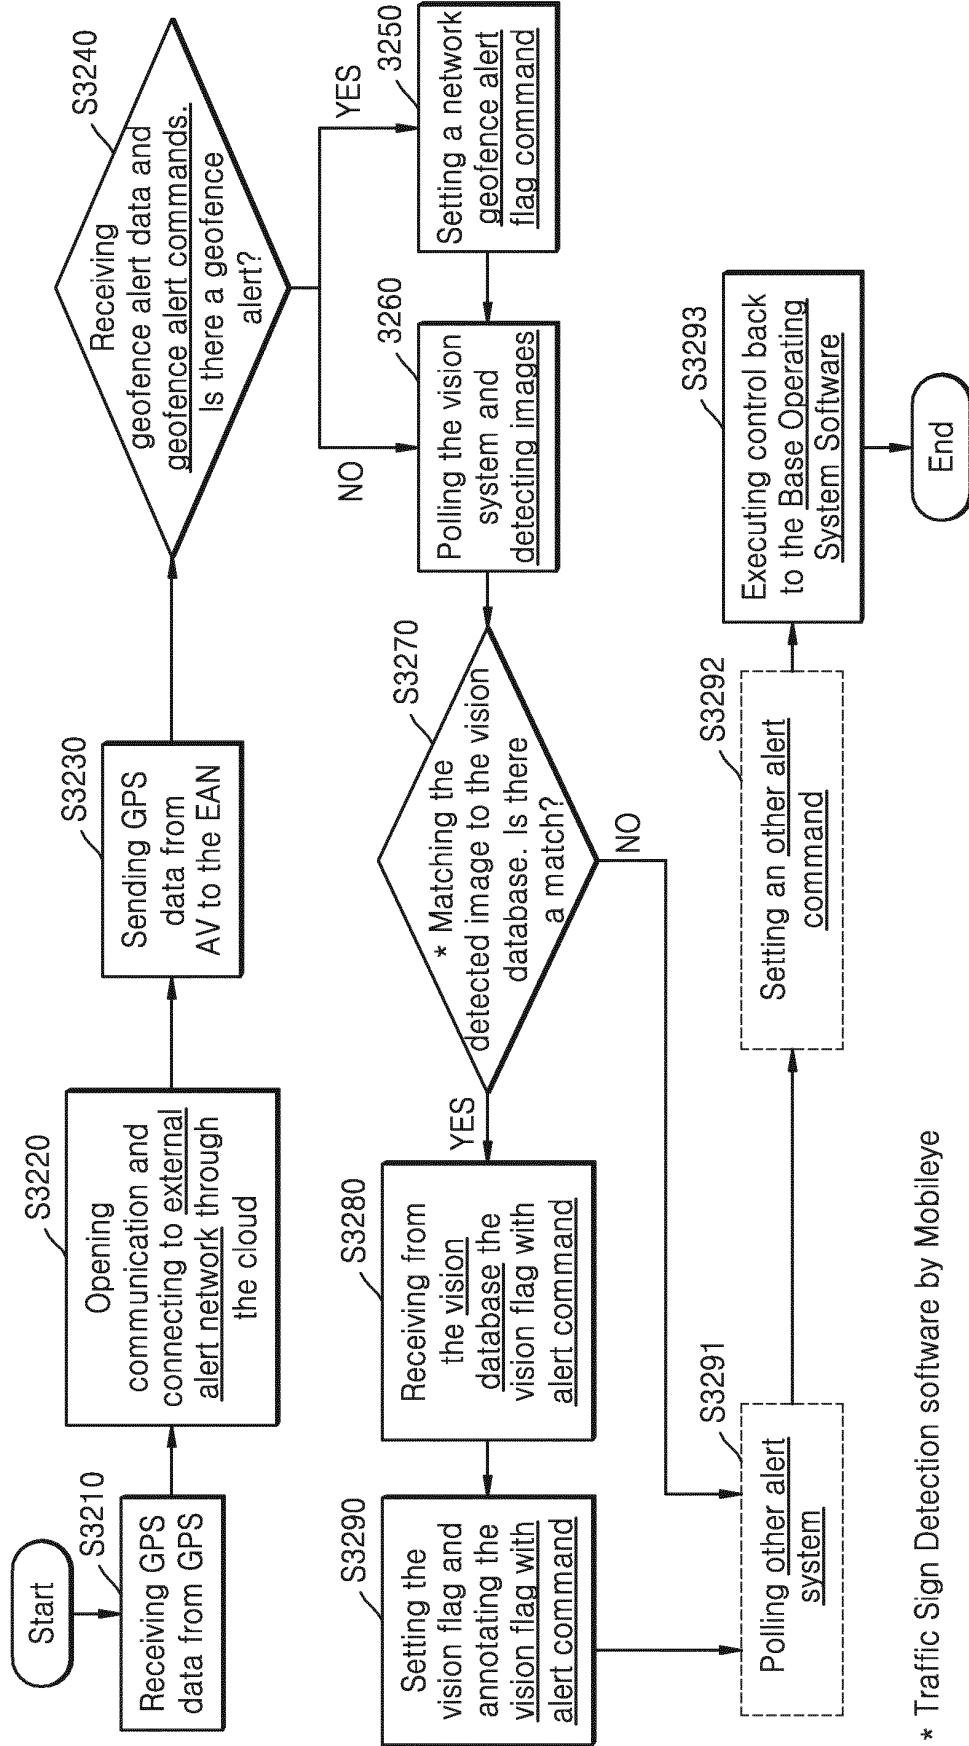 Start
S3210
Receiving GPS
data from GPS
S3220
Opening
communication and
connecting to external
alert network through
the cloud
S3230
Sending GPS
data from
AV to the EAN
S3240
Receiving
geofence alert data and
geofence alert commands.
Is there a geofence
alert?
YES
NO
3250
Setting a network
geofence alert
flag command
3260
Polling the vision
system and
detecting images
S3270
* Matching the
detected image to the vision
database. Is there
a match?
YES
NO
S3280
Receiving from
the vision
database the
vision flag with
alert command
S3290
Setting the
vision flag and
annotating the
vision flag with
alert command
S3291
Polling other alert
system
S3292
Setting an other alert
command
S3293
Executing control back
to the Base Operating
System Software
End
* Traffic Sign Detection software by Mobileye